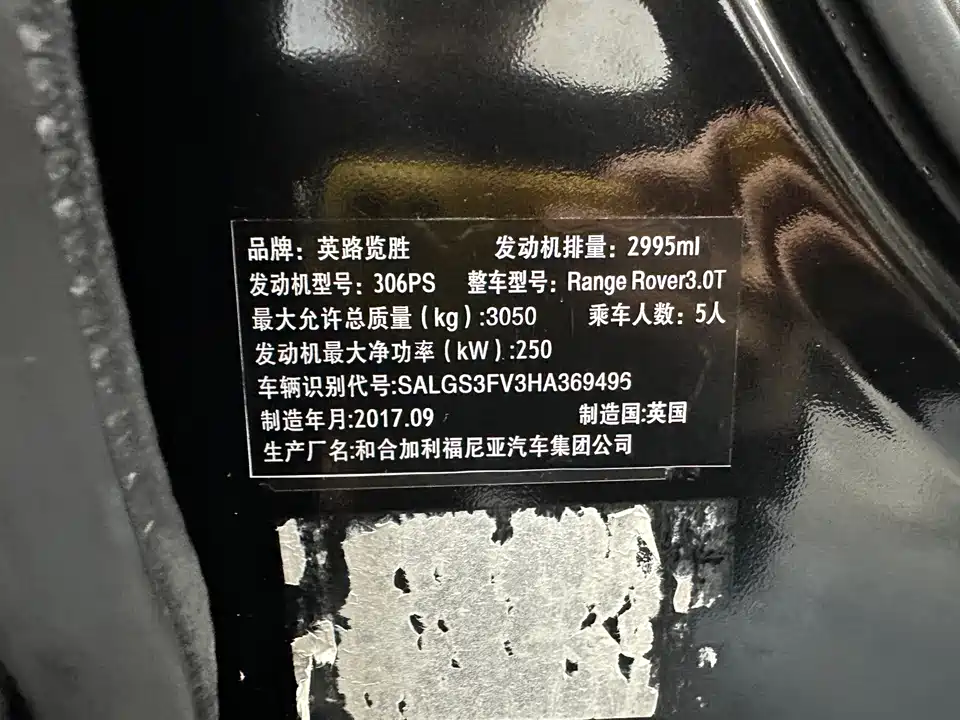 品牌：英路览胜 发动机排量：2995ml
发动机型号：306PS 整车型号：Range Rover3.0T
最大允许总质量(kg):3050 乘车人数：5人
发动机最大净功率(kW).:250
车辆识别代号:SALGS3FV3HA369496
制造年月:2017.09 制造国:英国
生产厂名:和合加利福尼亚汽车集团公司